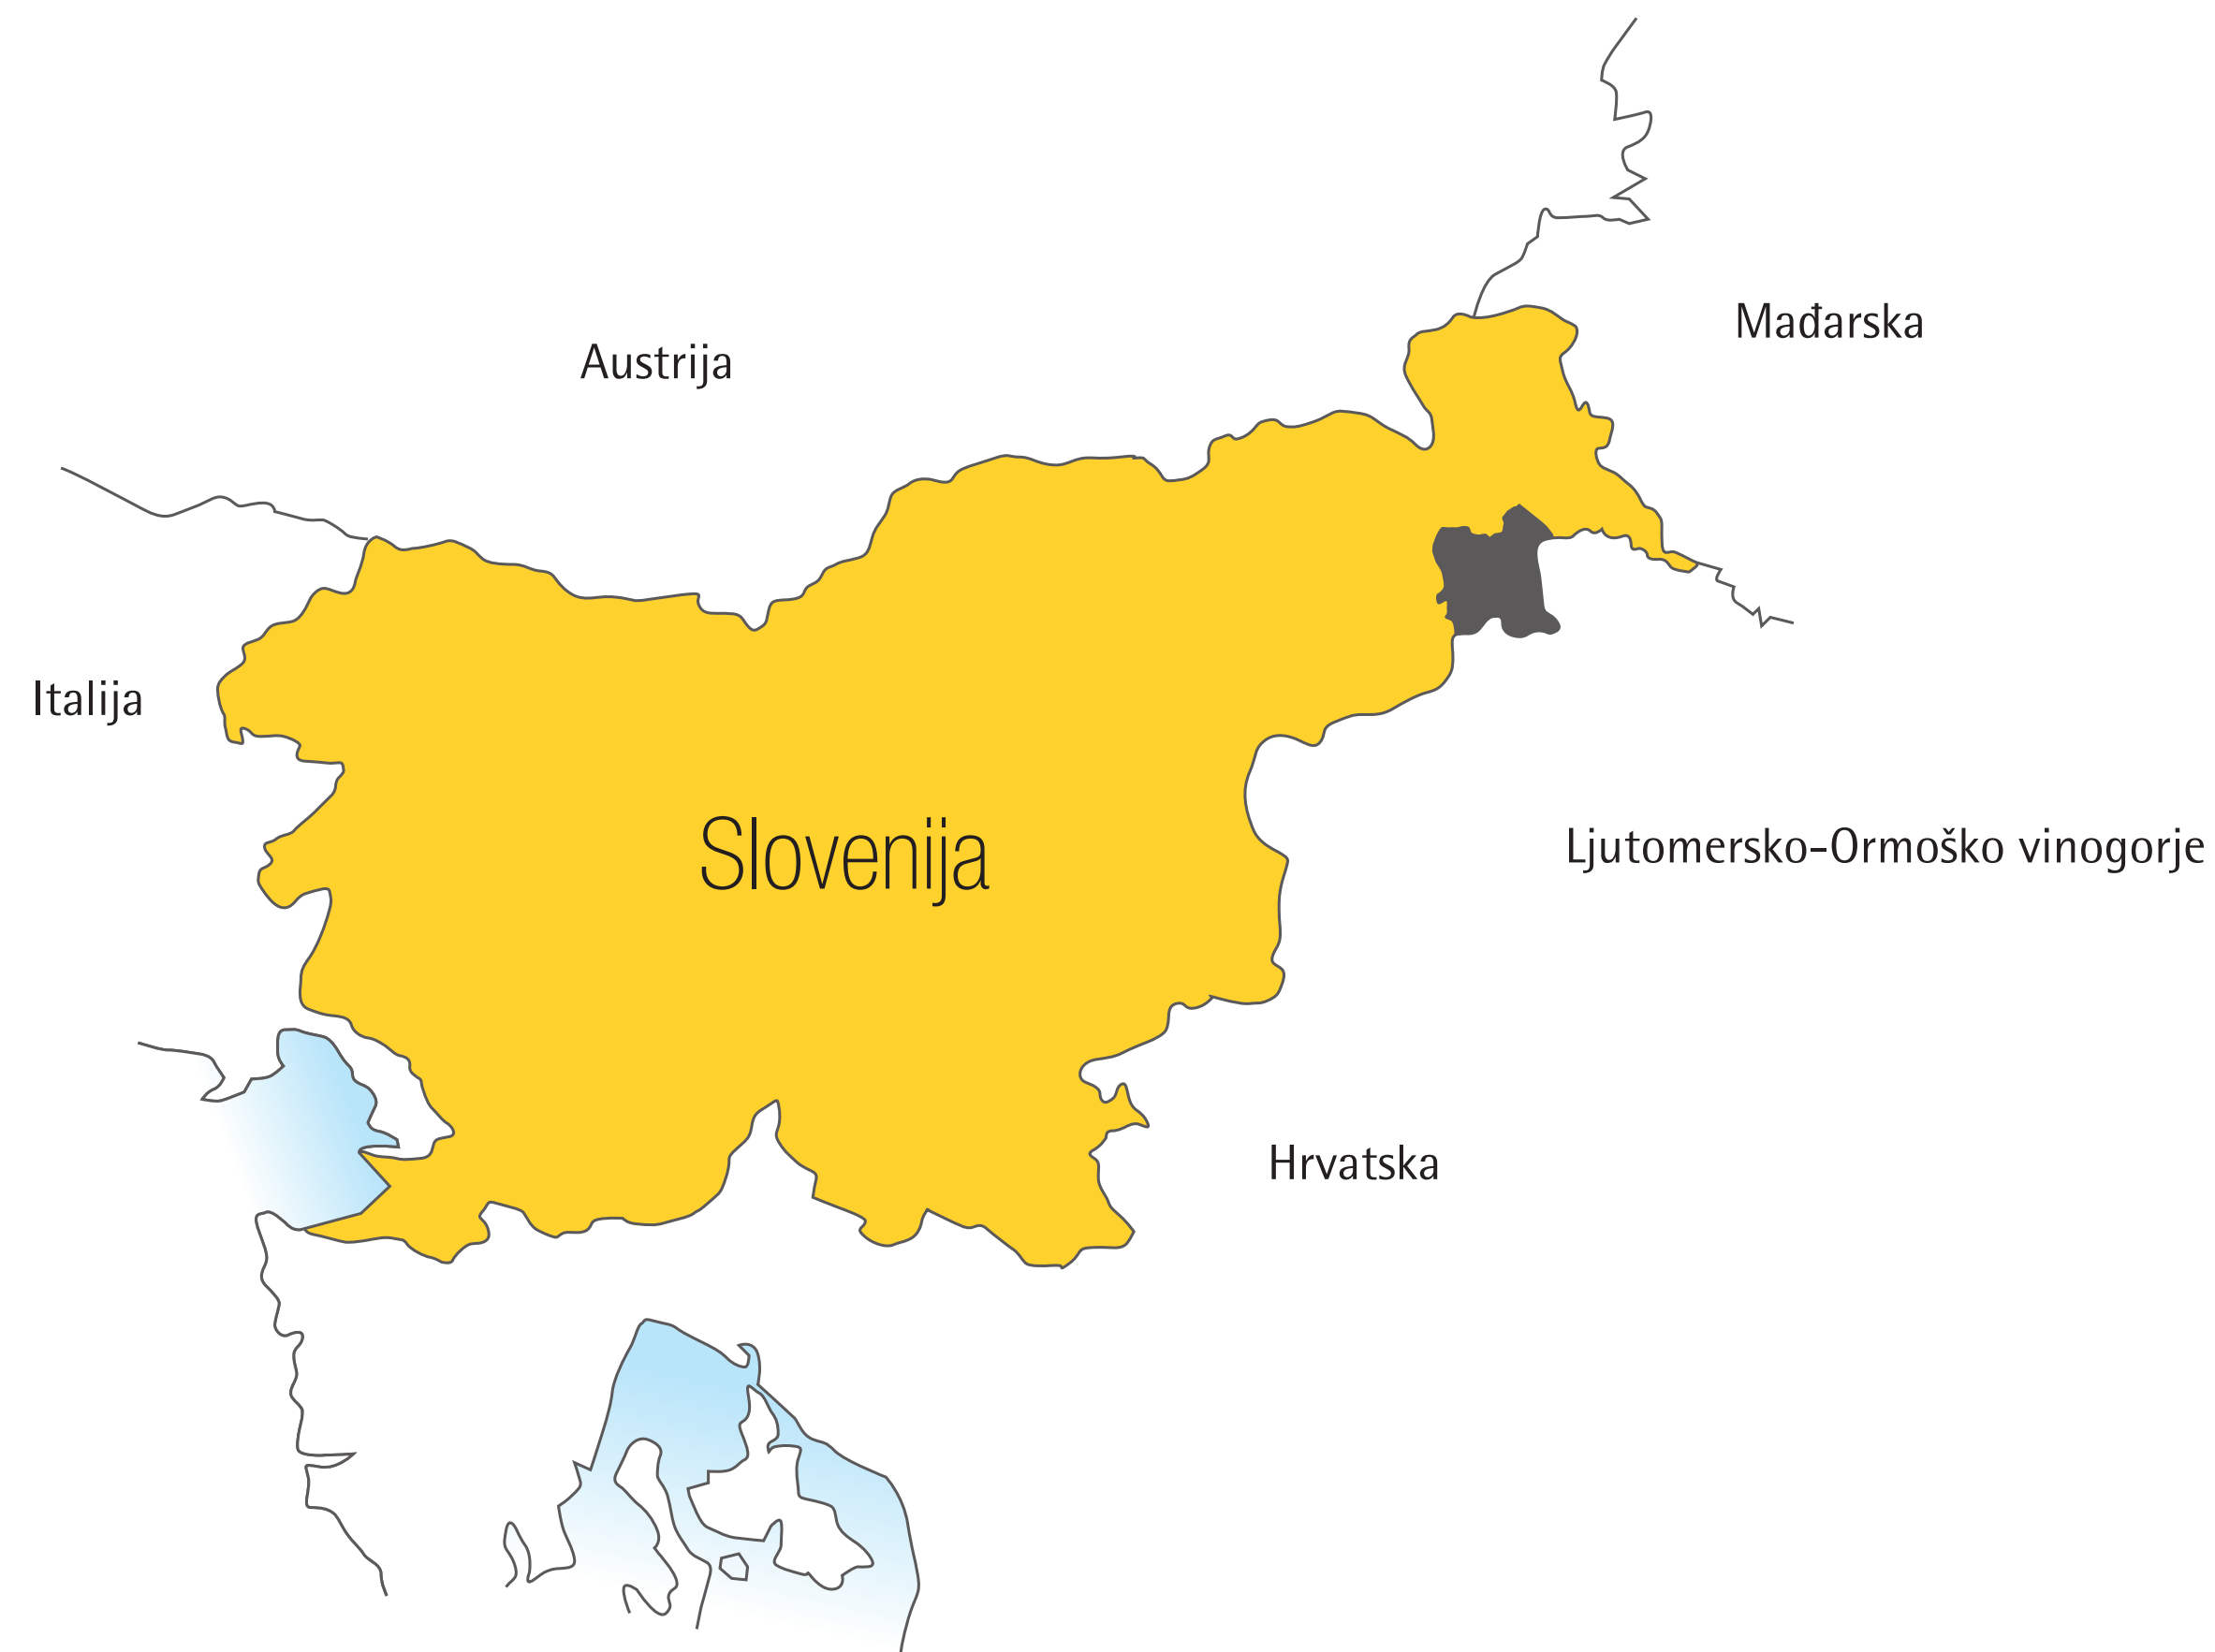 Mađarska
Austrija
Italija
Slovenija
Ljutomersko-Ormoško vinogorje
Hrvatska